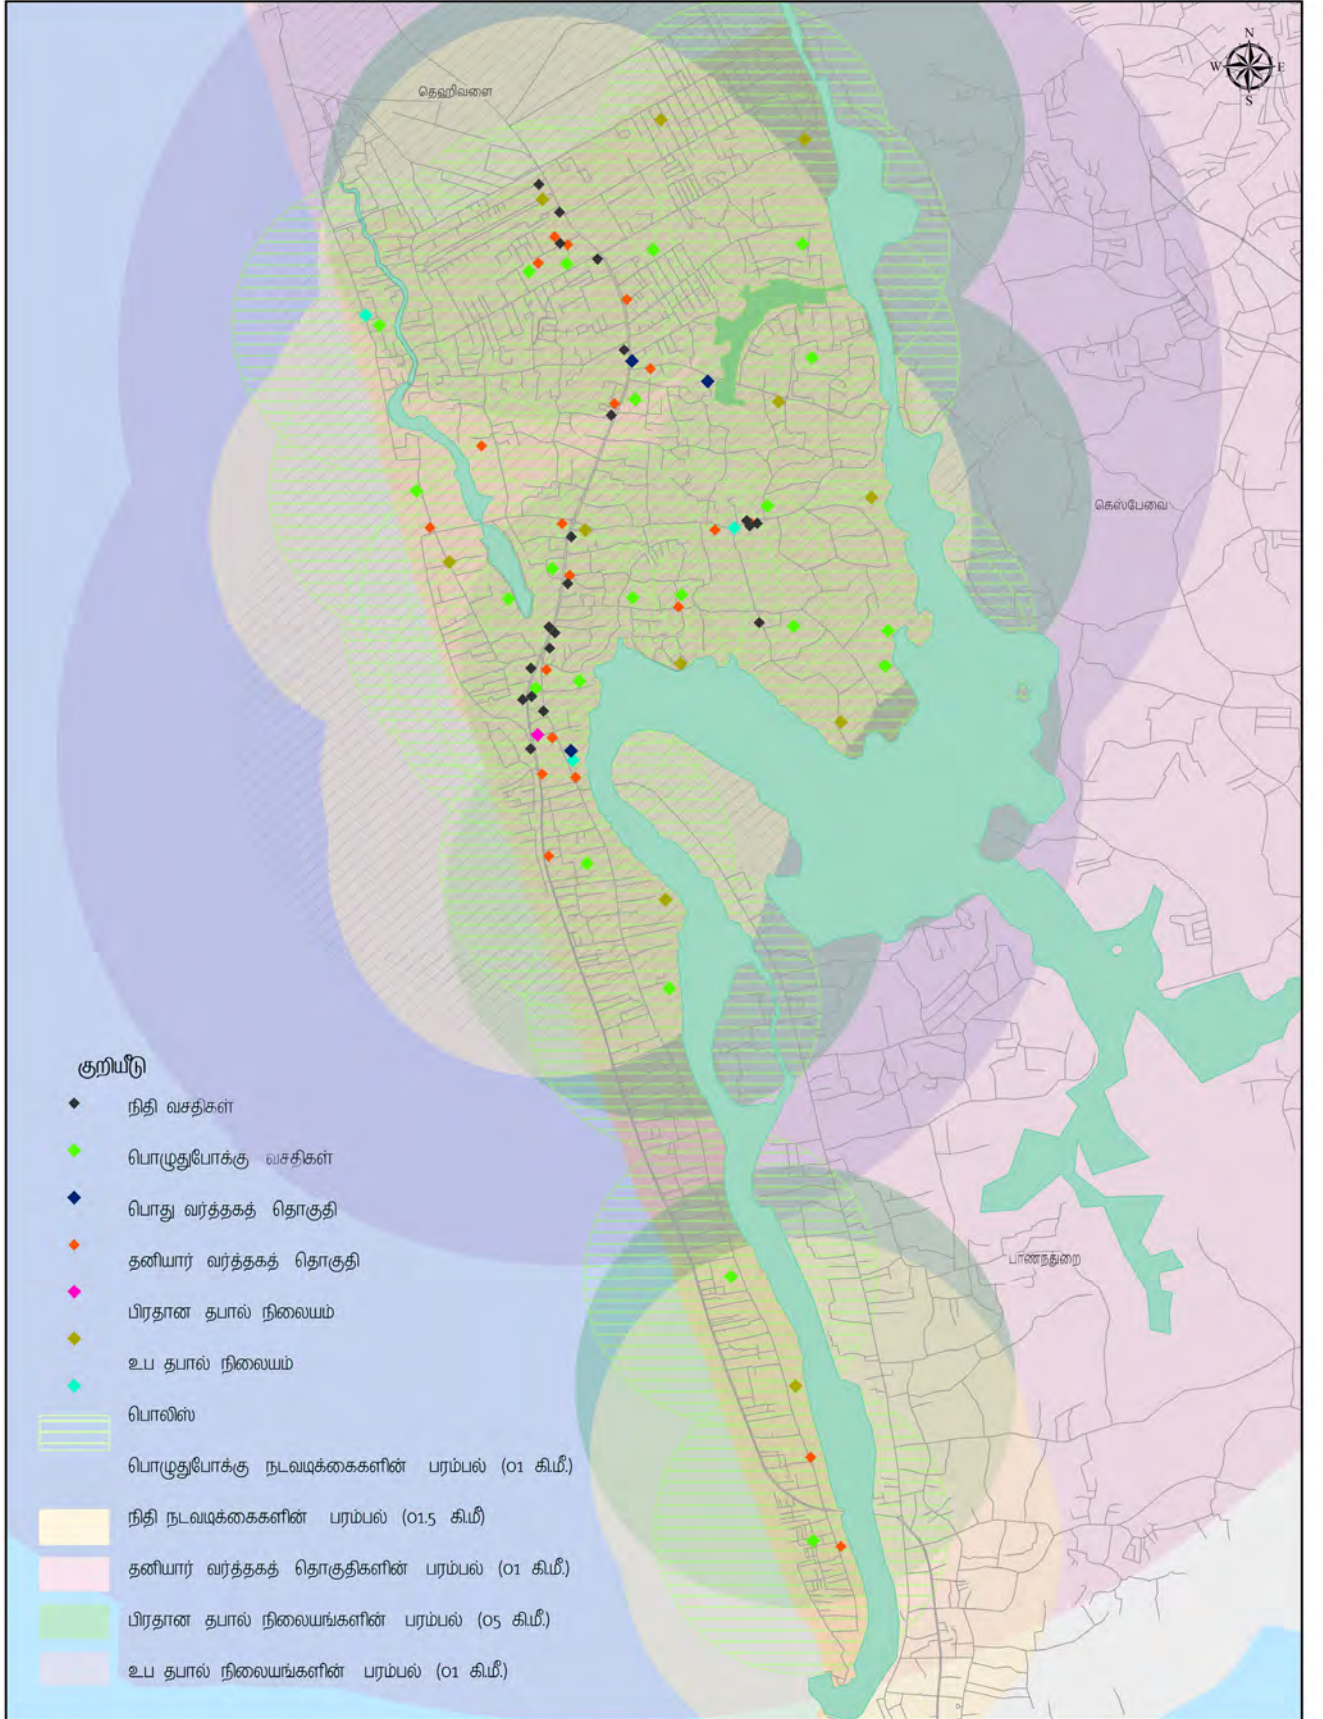 N
W E
S
தெஹிவளை
கெஸ்பேவை
பாணந்துறை
குறியீடு
நிதி வசதிகள்
பொழுதுபோக்கு வசதிகள்
பொது வர்த்தகத் தொகுதி
தனியார் வர்த்தகத் தொகுதி
பிரதான தபால் நிலையம்
உப தபால் நிலையம்
பொலிஸ்
பொழுதுபோக்கு நடவடிக்கைகளின் பரம்பல் (01 கி.மீ.)
நிதி நடவடிக்கைகளின் பரம்பல் (01.5 கி.மீ)
தனியார் வர்த்தகத் தொகுதிகளின் பரம்பல் (01 கி.மீ.)
பிரதான தபால் நிலையங்களின் பரம்பல் (05 கி.மீ.)
உப தபால் நிலையங்களின் பரம்பல் (01 கி.மீ.)